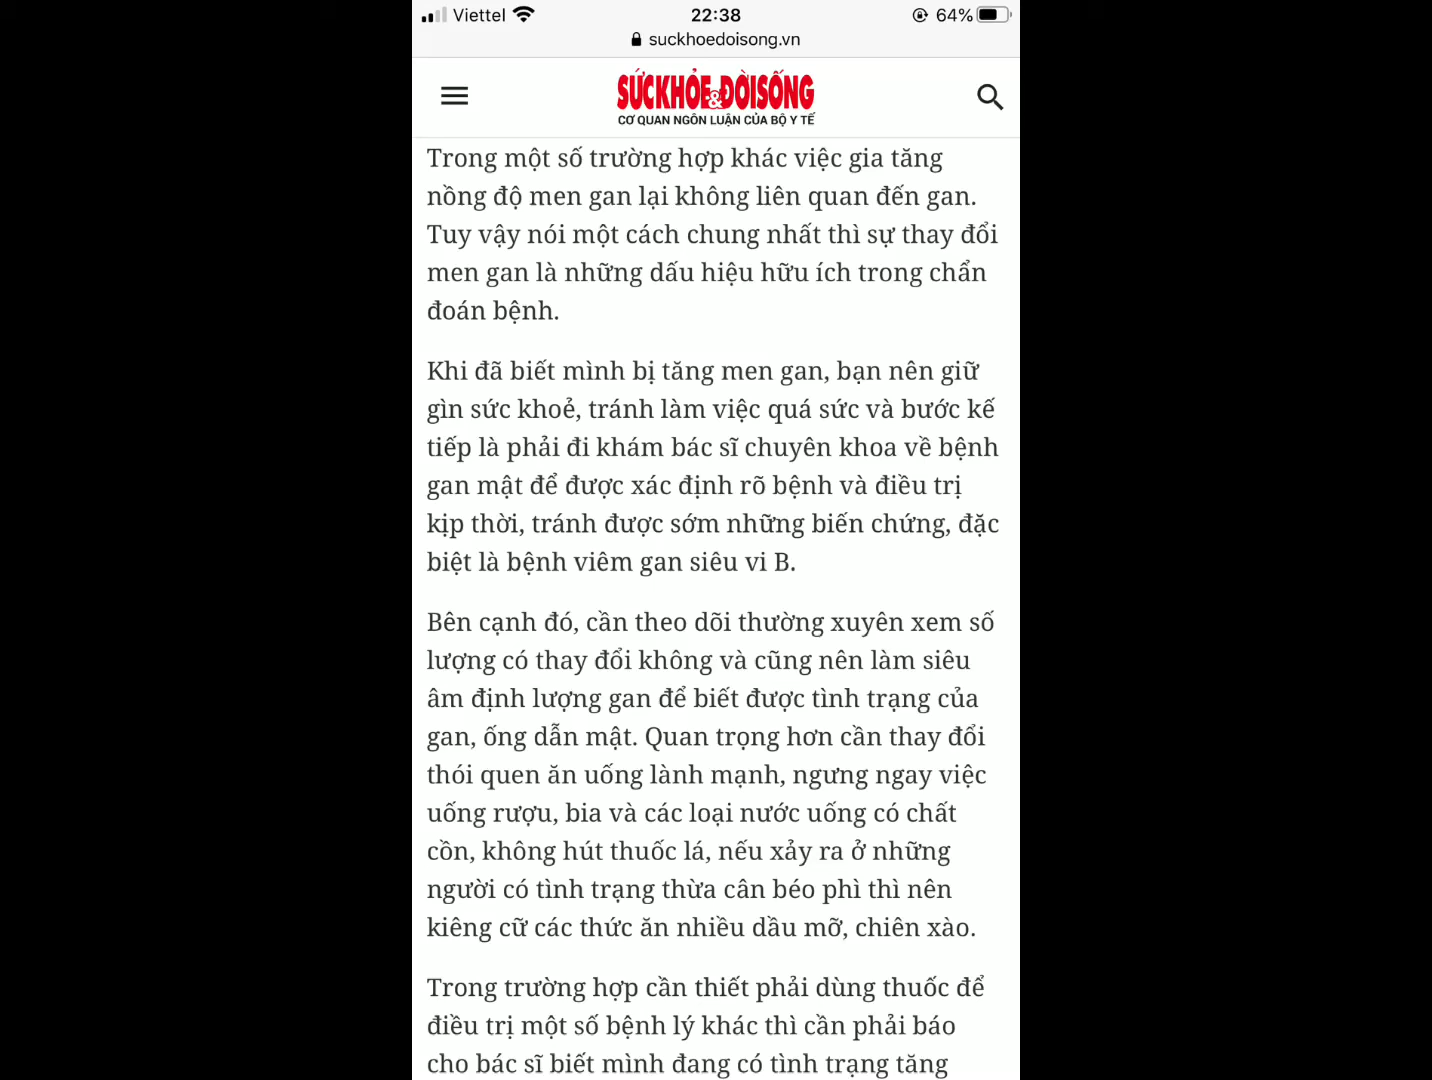 Viettel
22:38
64%
suckhoedoisong.vn
SỨCKHỎE&ĐỜISỐNG
CƠ QUAN NGÔN LUẬN CỦA BỘ Y TẾ
Trong một số trường hợp khác việc gia tăng
nồng độ men gan lại không liên quan đến gan.
Tuy vậy nói một cách chung nhất thì sự thay đổi
men gan là những dấu hiệu hữu ích trong chẩn
đoán bệnh.
Khi đã biết mình bị tăng men gan, bạn nên giữ
gìn sức khoẻ, tránh làm việc quá sức và bước kế
tiếp là phải đi khám bác sĩ chuyên khoa về bệnh
gan mật để được xác định rõ bệnh và điều trị
kịp thời, tránh được sớm những biến chứng, đặc
biệt là bệnh viêm gan siêu vi B.
Bên cạnh đó, cần theo dõi thường xuyên xem số
lượng có thay đổi không và cũng nên làm siêu
âm định lượng gan để biết được tình trạng của
gan, ống dẫn mật. Quan trọng hơn cần thay đổi
thói quen ăn uống lành mạnh, ngưng ngay việc
uống rượu, bia và các loại nước uống có chất
cồn, không hút thuốc lá, nếu xảy ra ở những
người có tình trạng thừa cân béo phì thì nên
kiêng cữ các thức ăn nhiều dầu mỡ, chiên xào.
Trong trường hợp cần thiết phải dùng thuốc để
điều trị một số bệnh lý khác thì cần phải báo
cho bác sĩ biết mình đang có tình trạng tăng